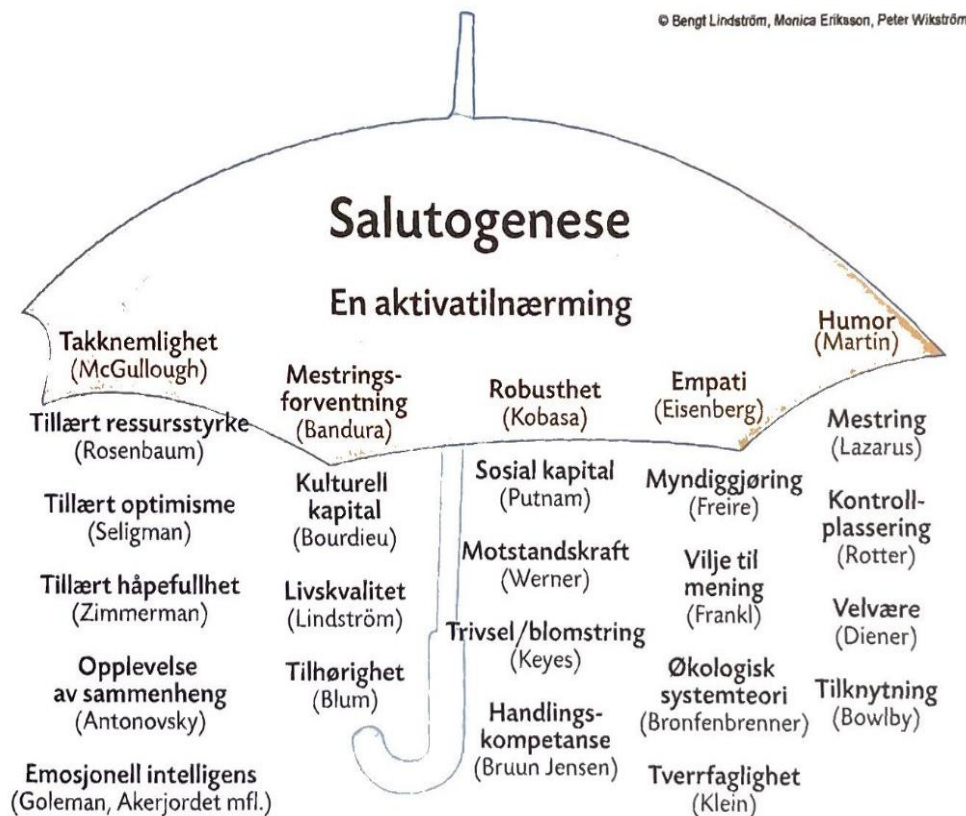 © Bengt Lindström, Monica Eriksson, Peter Wikström
Salutogenese
En aktivatilnærming
Takknemlighet
(McGullough)
Tillært ressursstyrke
(Rosenbaum)
Tillært optimisme
(Seligman)
Tillært håpefullhet
(Zimmerman)
Opplevelse
av sammenheng
(Antonovsky)
Emosjonell intelligens
(Goleman, Akerjordet mfl.)
Mestrings-
forventning
(Bandura)
Kulturell
kapital
(Bourdieu)
Livskvalitet
(Lindström)
Tilhørighet
(Blum)
Robusthet
(Kobasa)
Sosial kapital
(Putnam)
Motstandskraft
(Werner)
Trivsel/blomstring
(Keyes)
Handlings-
kompetanse
(Bruun Jensen)
Empati
(Eisenberg)
Myndiggjøring
(Freire)
Vilje til
mening
(Frankl)
Økologisk
systemteori
(Bronfenbrenner)
Tverrfaglighet
(Klein)
Humor
(Martin)
Mestring
(Lazarus)
Kontroll-
plassering
(Rotter)
Velvære
(Diener)
Tilknytning
(Bowlby)